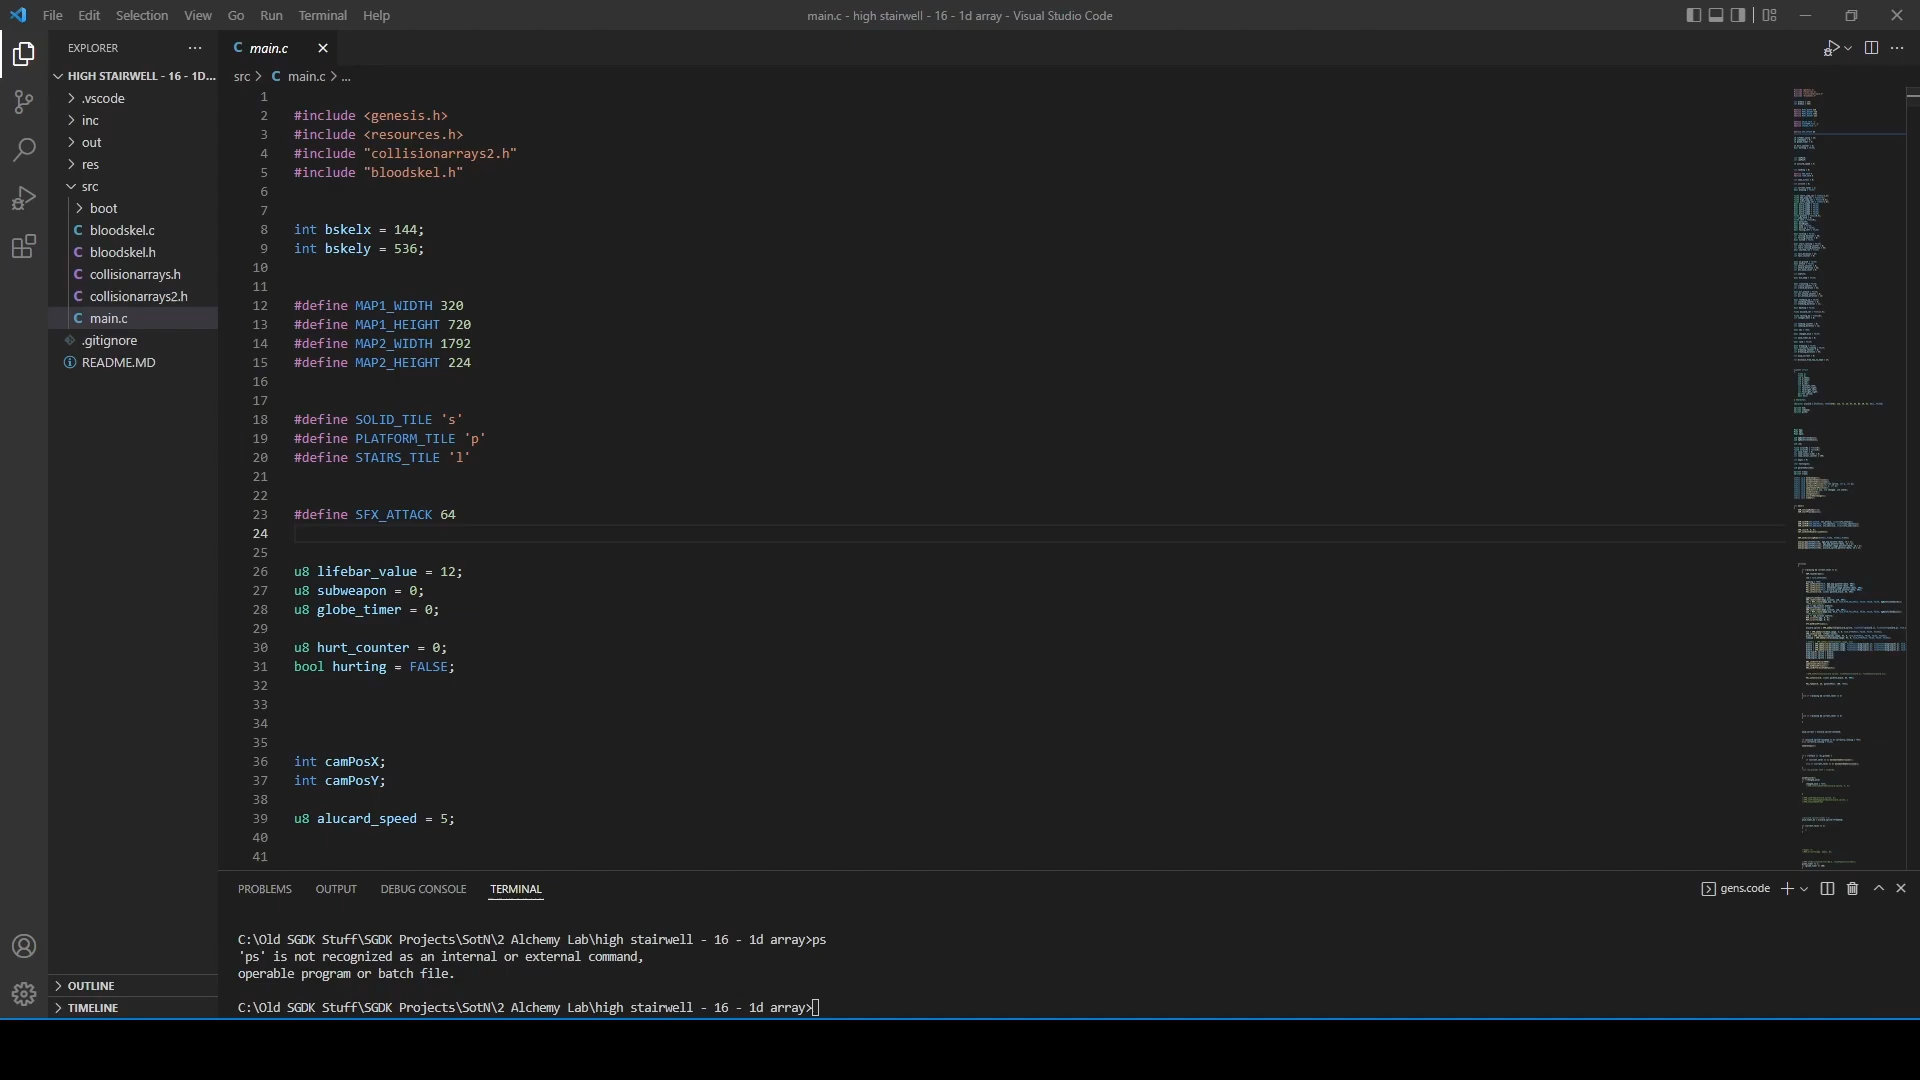 File Edit Selection View Go Run Terminal Help
main.c - high stairwell - 16 - 1d array - Visual Studio Code
EXPLORER
HIGH STAIRWELL - 16 - 1D...
.vscode
inc
out
res
src
boot
bloodskel.c
bloodskel.h
collisionarrays.h
collisionarrays2.h
main.c
.gitignore
README.MD
OUTLINE
TIMELINE
C main.c
src > C main.c > ...
1
2 #include <genesis.h>
3 #include <resources.h>
4 #include "collisionarrays2.h"
5 #include "bloodskel.h"
6
7
8 int bskelx = 144;
9 int bskely = 536;
10
11
12 #define MAP1_WIDTH 320
13 #define MAP1_HEIGHT 720
14 #define MAP2_WIDTH 1792
15 #define MAP2_HEIGHT 224
16
17
18 #define SOLID_TILE 's'
19 #define PLATFORM_TILE 'p'
20 #define STAIRS_TILE 'l'
21
22
23 #define SFX_ATTACK 64
24
25
26 u8 lifebar_value = 12;
27 u8 subweapon = 0;
28 u8 globe_timer = 0;
29
30 u8 hurt_counter = 0;
31 bool hurting = FALSE;
32
33
34
35
36 int camPosX;
37 int camPosY;
38
39 u8 alucard_speed = 5;
40
41
PROBLEMS OUTPUT DEBUG CONSOLE TERMINAL
gens.code
C:\Old SGDK Stuff\SGDK Projects\SotN\2 Alchemy Lab\high stairwell - 16 - 1d array>ps
'ps' is not recognized as an internal or external command,
operable program or batch file.
C:\Old SGDK Stuff\SGDK Projects\SotN\2 Alchemy Lab\high stairwell - 16 - 1d array>